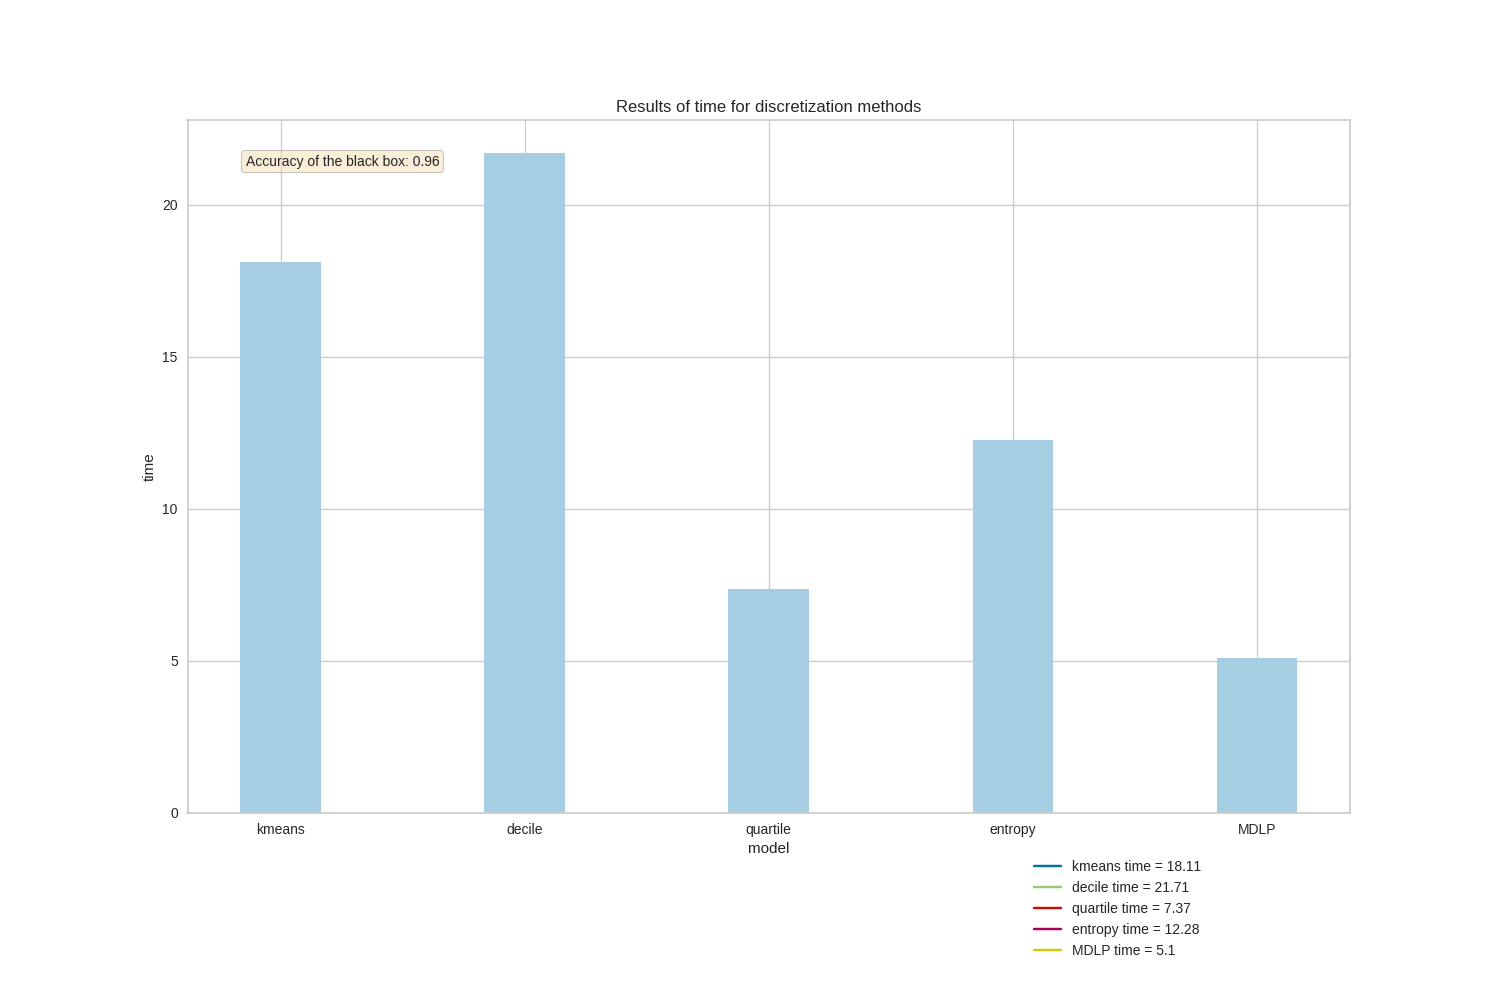 Results of time for discretization methods
Accuracy of the black box: 0.96
20
15
10
5
0
time
kmeans decile quartile entropy MDLP
model
kmeans time = 18.11
decile time = 21.71
quartile time = 7.37
entropy time = 12.28
MDLP time = 5.1